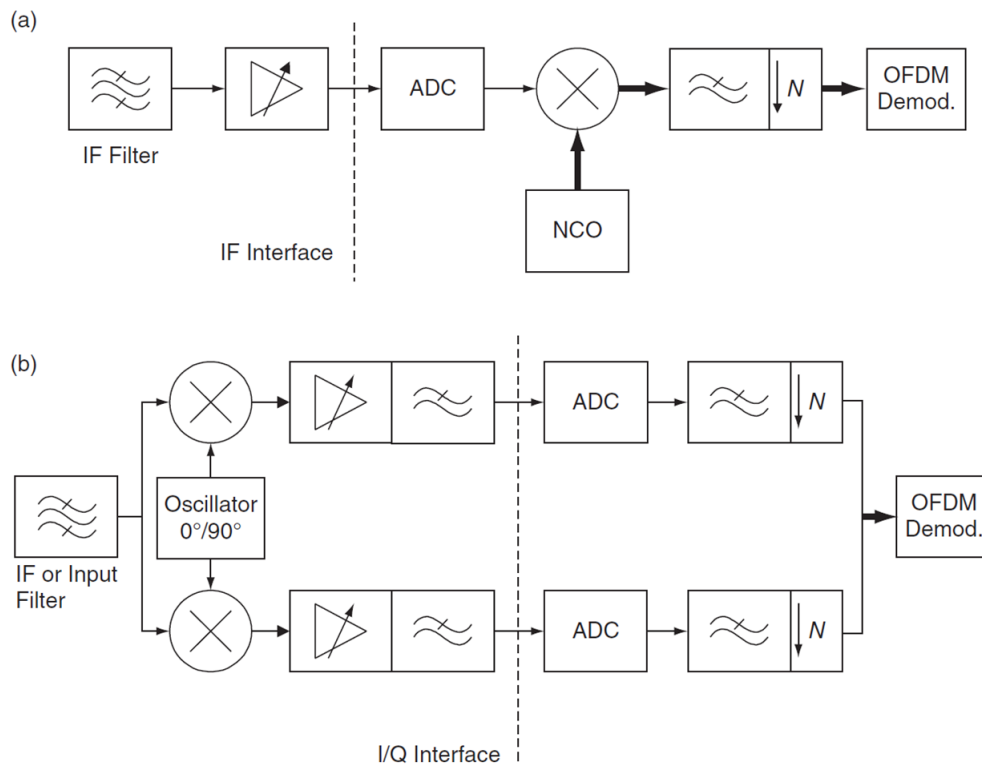 (a)
ADC
N
OFDM
Demod.
IF Filter
NCO
IF Interface
(b)
ADC
N
Oscillator
0°/90°
OFDM
Demod.
IF or Input
Filter
ADC
N
I/Q Interface